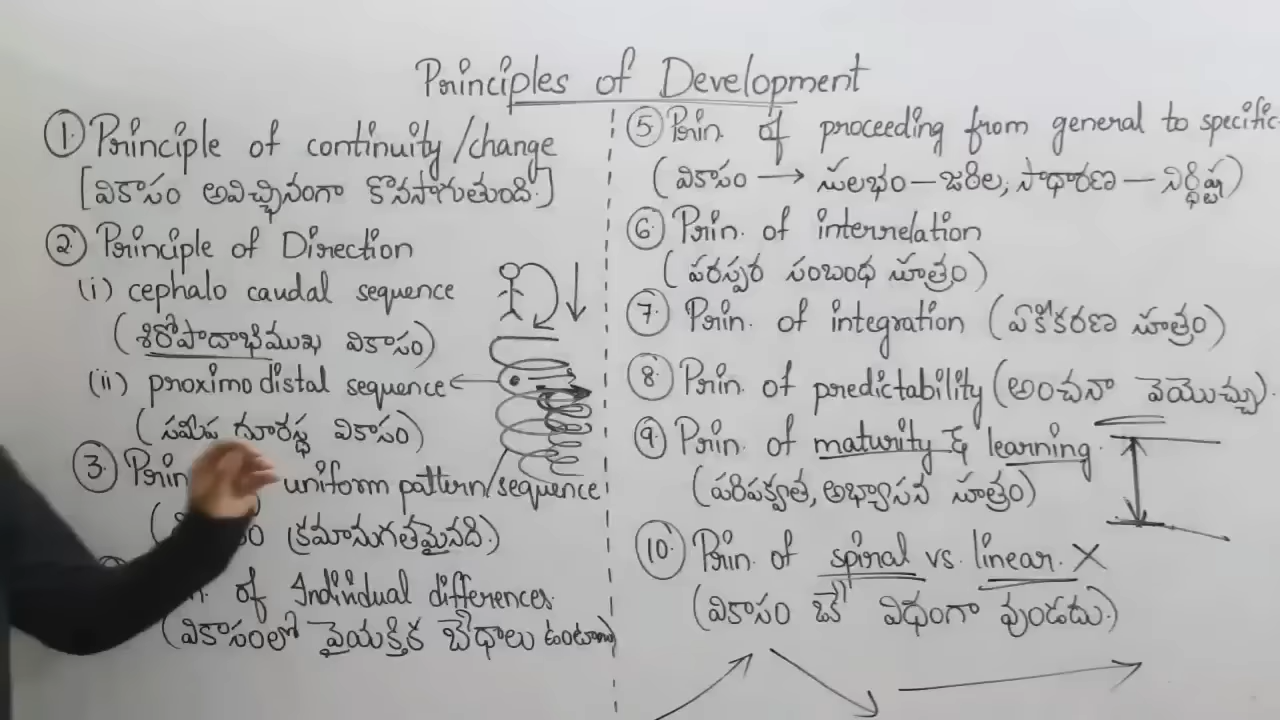 Principles of Development
① Principle of continuity/change
[వికాసం అవిచ్ఛినంగా కొనసాగుతుంది.]
② Principle of Direction
(i) cephalo caudal sequence
(శిరోపాదాభిముఖ వికాసం)
(ii) proximo distal sequence
(సమీప దూరస్థ వికాసం)
③ Prin uniform pattern/sequence
క్రమానుగతమైనది.)
of Individual differences.
(వికాసంలో వైయక్తిక బేధాలు ఉంటాయి)
⑤ Prin. of proceeding from general to specific.
(వికాసం → సులభం – జటిల, సాధారణ – నిర్ధిష్ట)
⑥ Prin. of interrelation
(పరస్పర సంబంధ సూత్రం)
⑦ Prin. of integration (ఏకీకరణ సూత్రం)
⑧ Prin. of predictability (అంచనా వేయొచ్చు).
⑨ Prin. of maturity & learning.
(పరిపక్వత, అభ్యాసన సూత్రం)
⑩ Prin. of spiral vs. linear. X
(వికాసం ఒకే విధంగా వుండదు.)